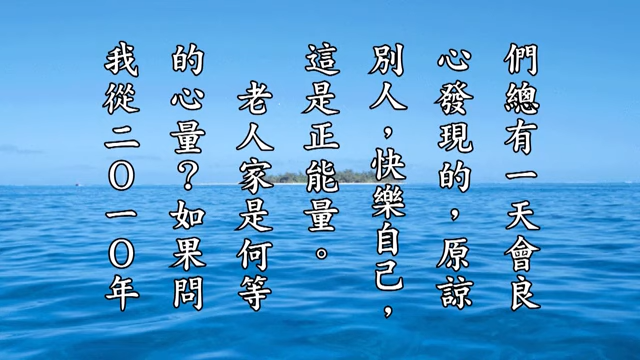 們總有一天會良
心發現的，原諒
別人，快樂自己，
這是正能量。
老人家是何等
的心量？如果問
我從二０一０年